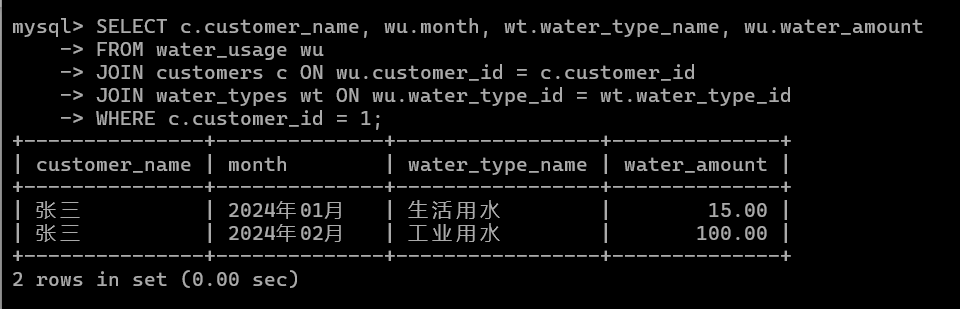 mysql> SELECT c.customer_name, wu.month, wt.water_type_name, wu.water_amount
    -> FROM water_usage wu
    -> JOIN customers c ON wu.customer_id = c.customer_id
    -> JOIN water_types wt ON wu.water_type_id = wt.water_type_id
    -> WHERE c.customer_id = 1;
+---------------+--------------+-----------------+--------------+
| customer_name | month        | water_type_name | water_amount |
+---------------+--------------+-----------------+--------------+
| 张三          | 2024年01月   | 生活用水        |        15.00 |
| 张三          | 2024年02月   | 工业用水        |       100.00 |
+---------------+--------------+-----------------+--------------+
2 rows in set (0.00 sec)